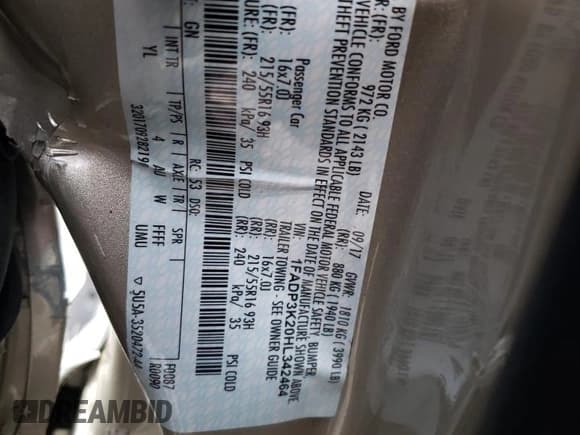 BY FORD MOTOR CO.
DATE: 09/17 GVWR: 1810 KG (3990 LB)
GAWR (FR): 972 KG (2143 LB) (RR): 880 KG (1940 LB)
VEHICLE CONFORMS TO ALL APPLICABLE FEDERAL MOTOR VEHICLE SAFETY, BUMPER
THEFT PREVENTION STANDARDS IN EFFECT ON THE DATE OF MANUFACTURE SHOWN ABOVE
VIN: 1FADP3K20HL342464
Passenger Car TRAILER TOWING - SEE OWNER GUIDE
(FR): 16x7.0J (RR): 16x7.0J
(FR): 215/55R16 93H (RR): 215/55R16 93H
(FR): 240 kPa/ 35 PSI COLD (RR): 240 kPa/ 35 PSI COLD
GN RC: 53 DSO:
INT TR TP/PS R AXE/TR SPR
YL 4 W FFFF UMU
▽ 5U5A-3520472-AA
F0087
R0090
DREAMBID